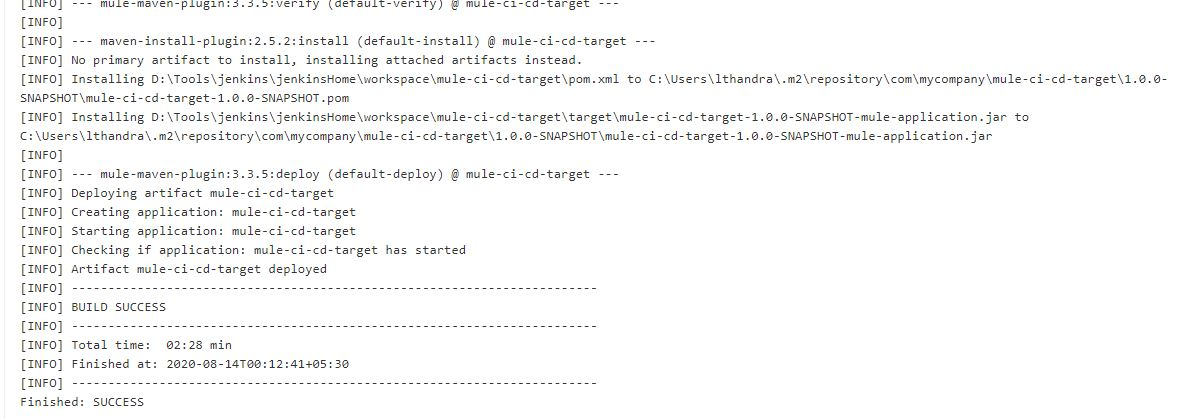 [INFO] --- mule-maven-plugin:3.3.5:verify (default-verify) @ mule-ci-cd-target ---
[INFO]
[INFO] --- maven-install-plugin:2.5.2:install (default-install) @ mule-ci-cd-target ---
[INFO] No primary artifact to install, installing attached artifacts instead.
[INFO] Installing D:\Tools\jenkins\jenkinsHome\workspace\mule-ci-cd-target\pom.xml to C:\Users\lthandra\.m2\repository\com\mycompany\mule-ci-cd-target\1.0.0-
SNAPSHOT\mule-ci-cd-target-1.0.0-SNAPSHOT.pom
[INFO] Installing D:\Tools\jenkins\jenkinsHome\workspace\mule-ci-cd-target\target\mule-ci-cd-target-1.0.0-SNAPSHOT-mule-application.jar to
C:\Users\lthandra\.m2\repository\com\mycompany\mule-ci-cd-target\1.0.0-SNAPSHOT\mule-ci-cd-target-1.0.0-SNAPSHOT-mule-application.jar
[INFO]
[INFO] --- mule-maven-plugin:3.3.5:deploy (default-deploy) @ mule-ci-cd-target ---
[INFO] Deploying artifact mule-ci-cd-target
[INFO] Creating application: mule-ci-cd-target
[INFO] Starting application: mule-ci-cd-target
[INFO] Checking if application: mule-ci-cd-target has started
[INFO] Artifact mule-ci-cd-target deployed
[INFO] ------------------------------------------------------------------------
[INFO] BUILD SUCCESS
[INFO] ------------------------------------------------------------------------
[INFO] Total time:  02:28 min
[INFO] Finished at: 2020-08-14T00:12:41+05:30
[INFO] ------------------------------------------------------------------------
Finished: SUCCESS